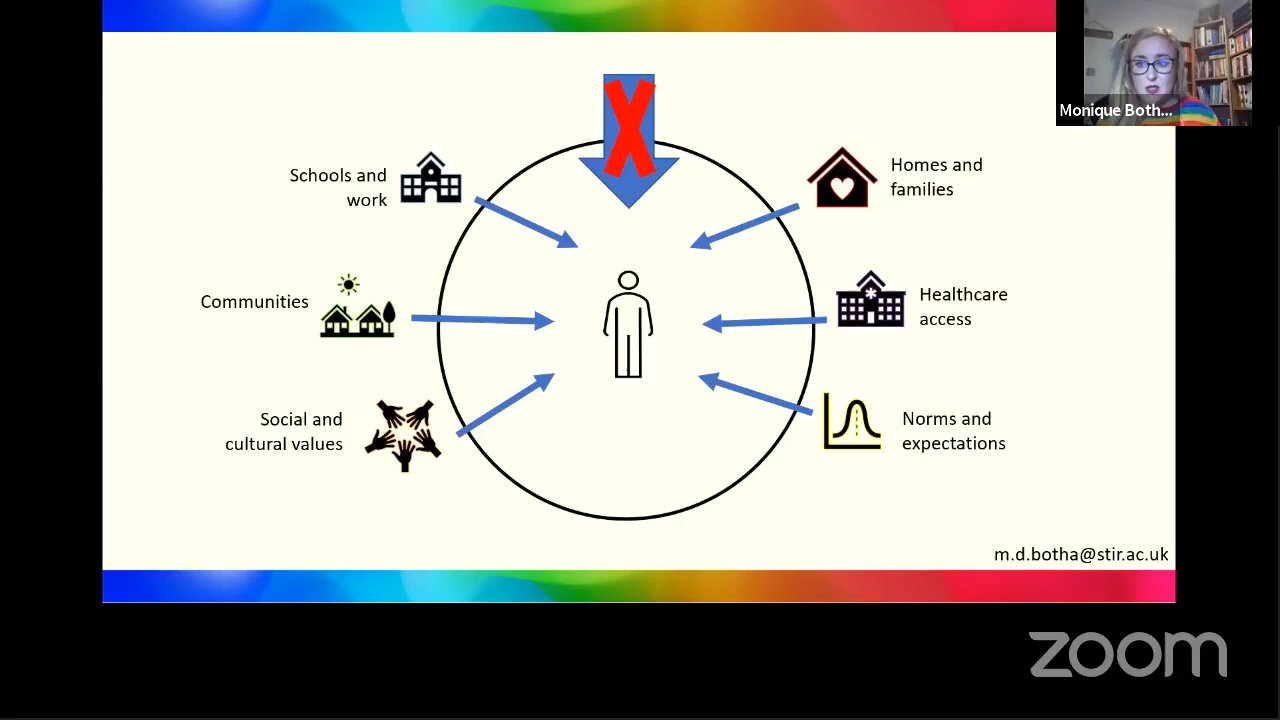 Monique Both...
Schools and
work
Homes and
families
Communities
Healthcare
access
Social and
cultural values
Norms and
expectations
m.d.botha@stir.ac.uk
zoom